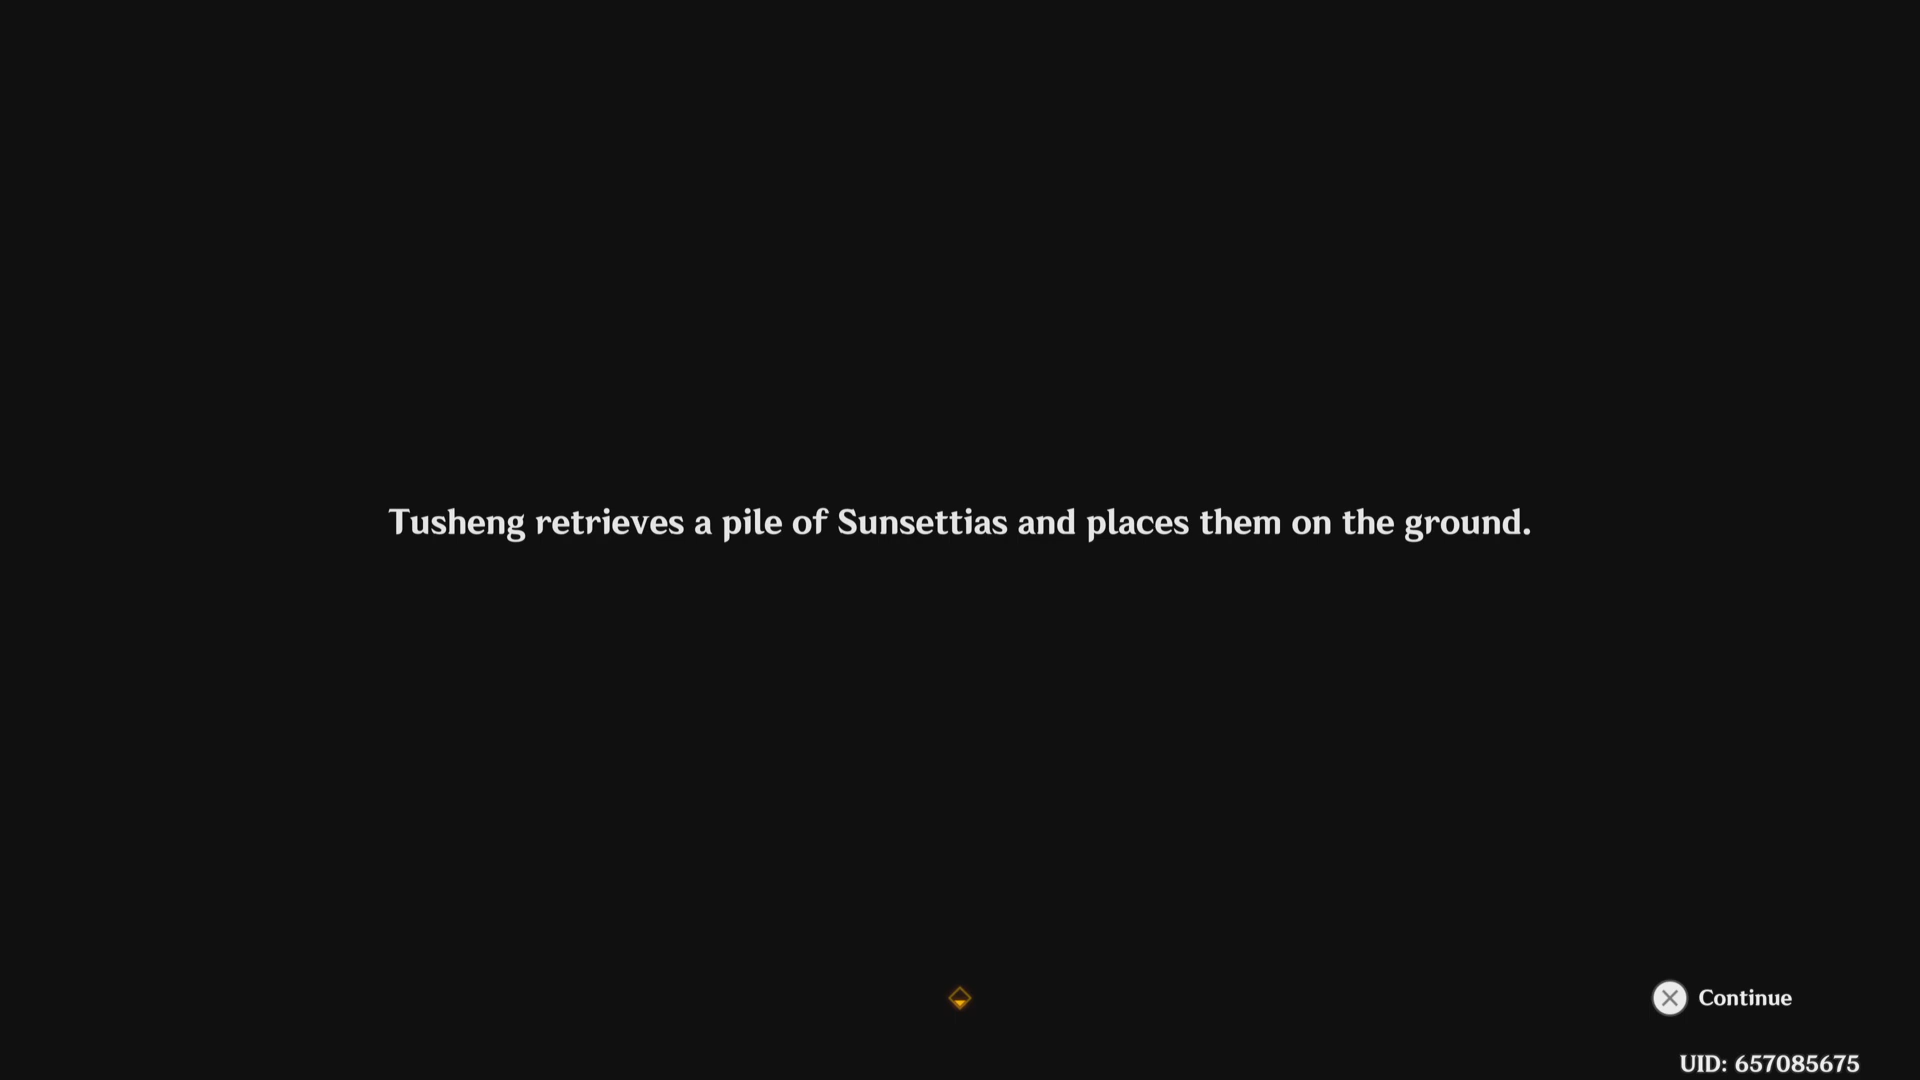 Tusheng retrieves a pile of Sunsettias and places them on the ground.
Continue
UID: 657085675